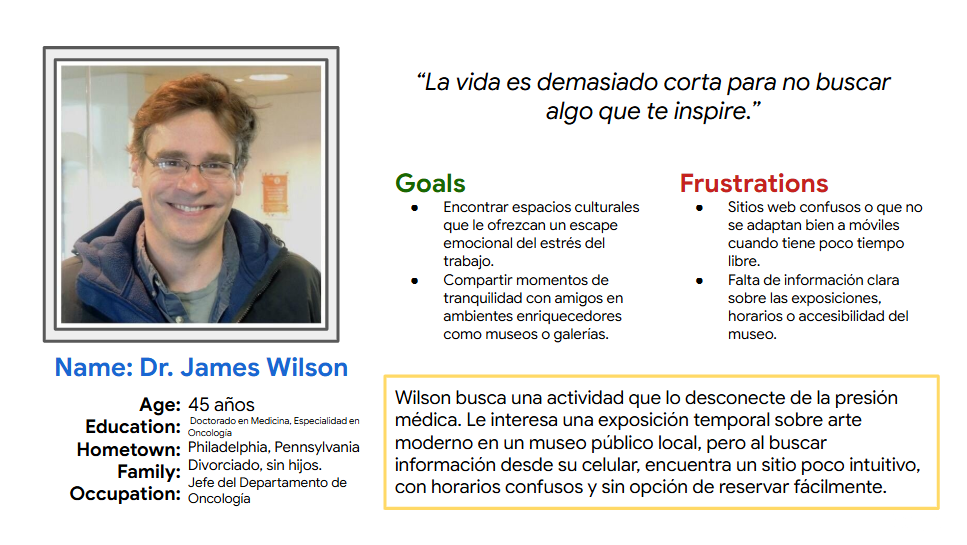 “La vida es demasiado corta para no buscar
algo que te inspire.”
Goals
● Encontrar espacios culturales
que le ofrezcan un escape
emocional del estrés del
trabajo.
● Compartir momentos de
tranquilidad con amigos en
ambientes enriquecedores
como museos o galerías.
Frustrations
● Sitios web confusos o que no
se adaptan bien a móviles
cuando tiene poco tiempo
libre.
● Falta de información clara
sobre las exposiciones,
horarios o accesibilidad del
museo.
Name: Dr. James Wilson
Age: 45 años
Education: Doctorado en Medicina, Especialidad en
Oncología
Hometown: Philadelphia, Pennsylvania
Family: Divorciado, sin hijos.
Occupation: Jefe del Departamento de
Oncología
Wilson busca una actividad que lo desconecte de la presión
médica. Le interesa una exposición temporal sobre arte
moderno en un museo público local, pero al buscar
información desde su celular, encuentra un sitio poco intuitivo,
con horarios confusos y sin opción de reservar fácilmente.